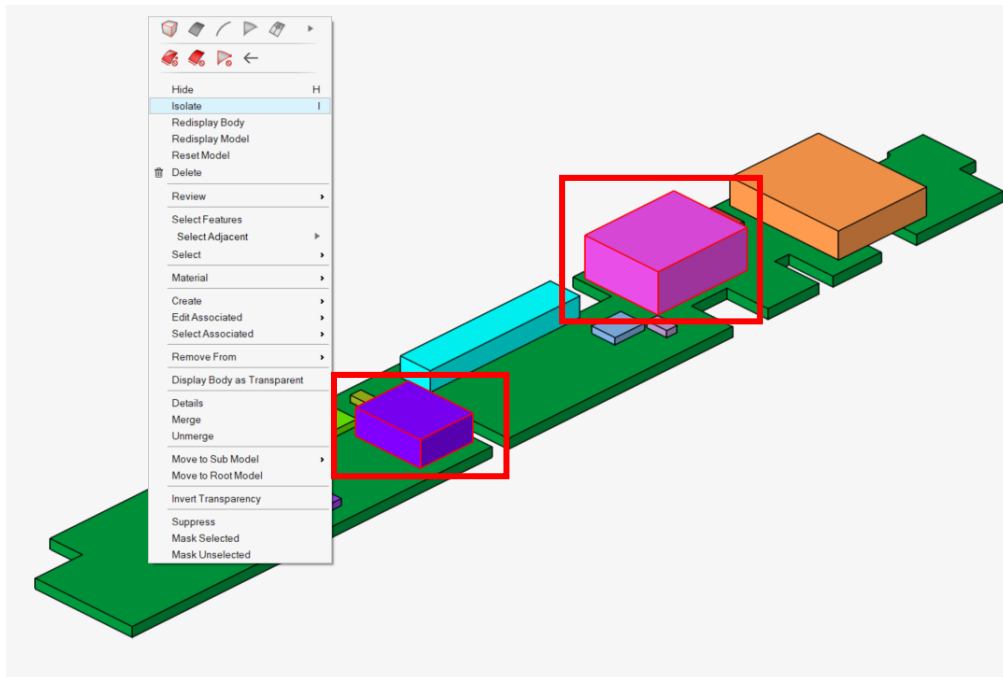 Hide H
Isolate I
Redisplay Body
Redisplay Model
Reset Model
Delete
Review
Select Features
Select Adjacent
Select
Material
Create
Edit Associated
Select Associated
Remove From
Display Body as Transparent
Details
Merge
Unmerge
Move to Sub Model
Move to Root Model
Invert Transparency
Suppress
Mask Selected
Mask Unselected